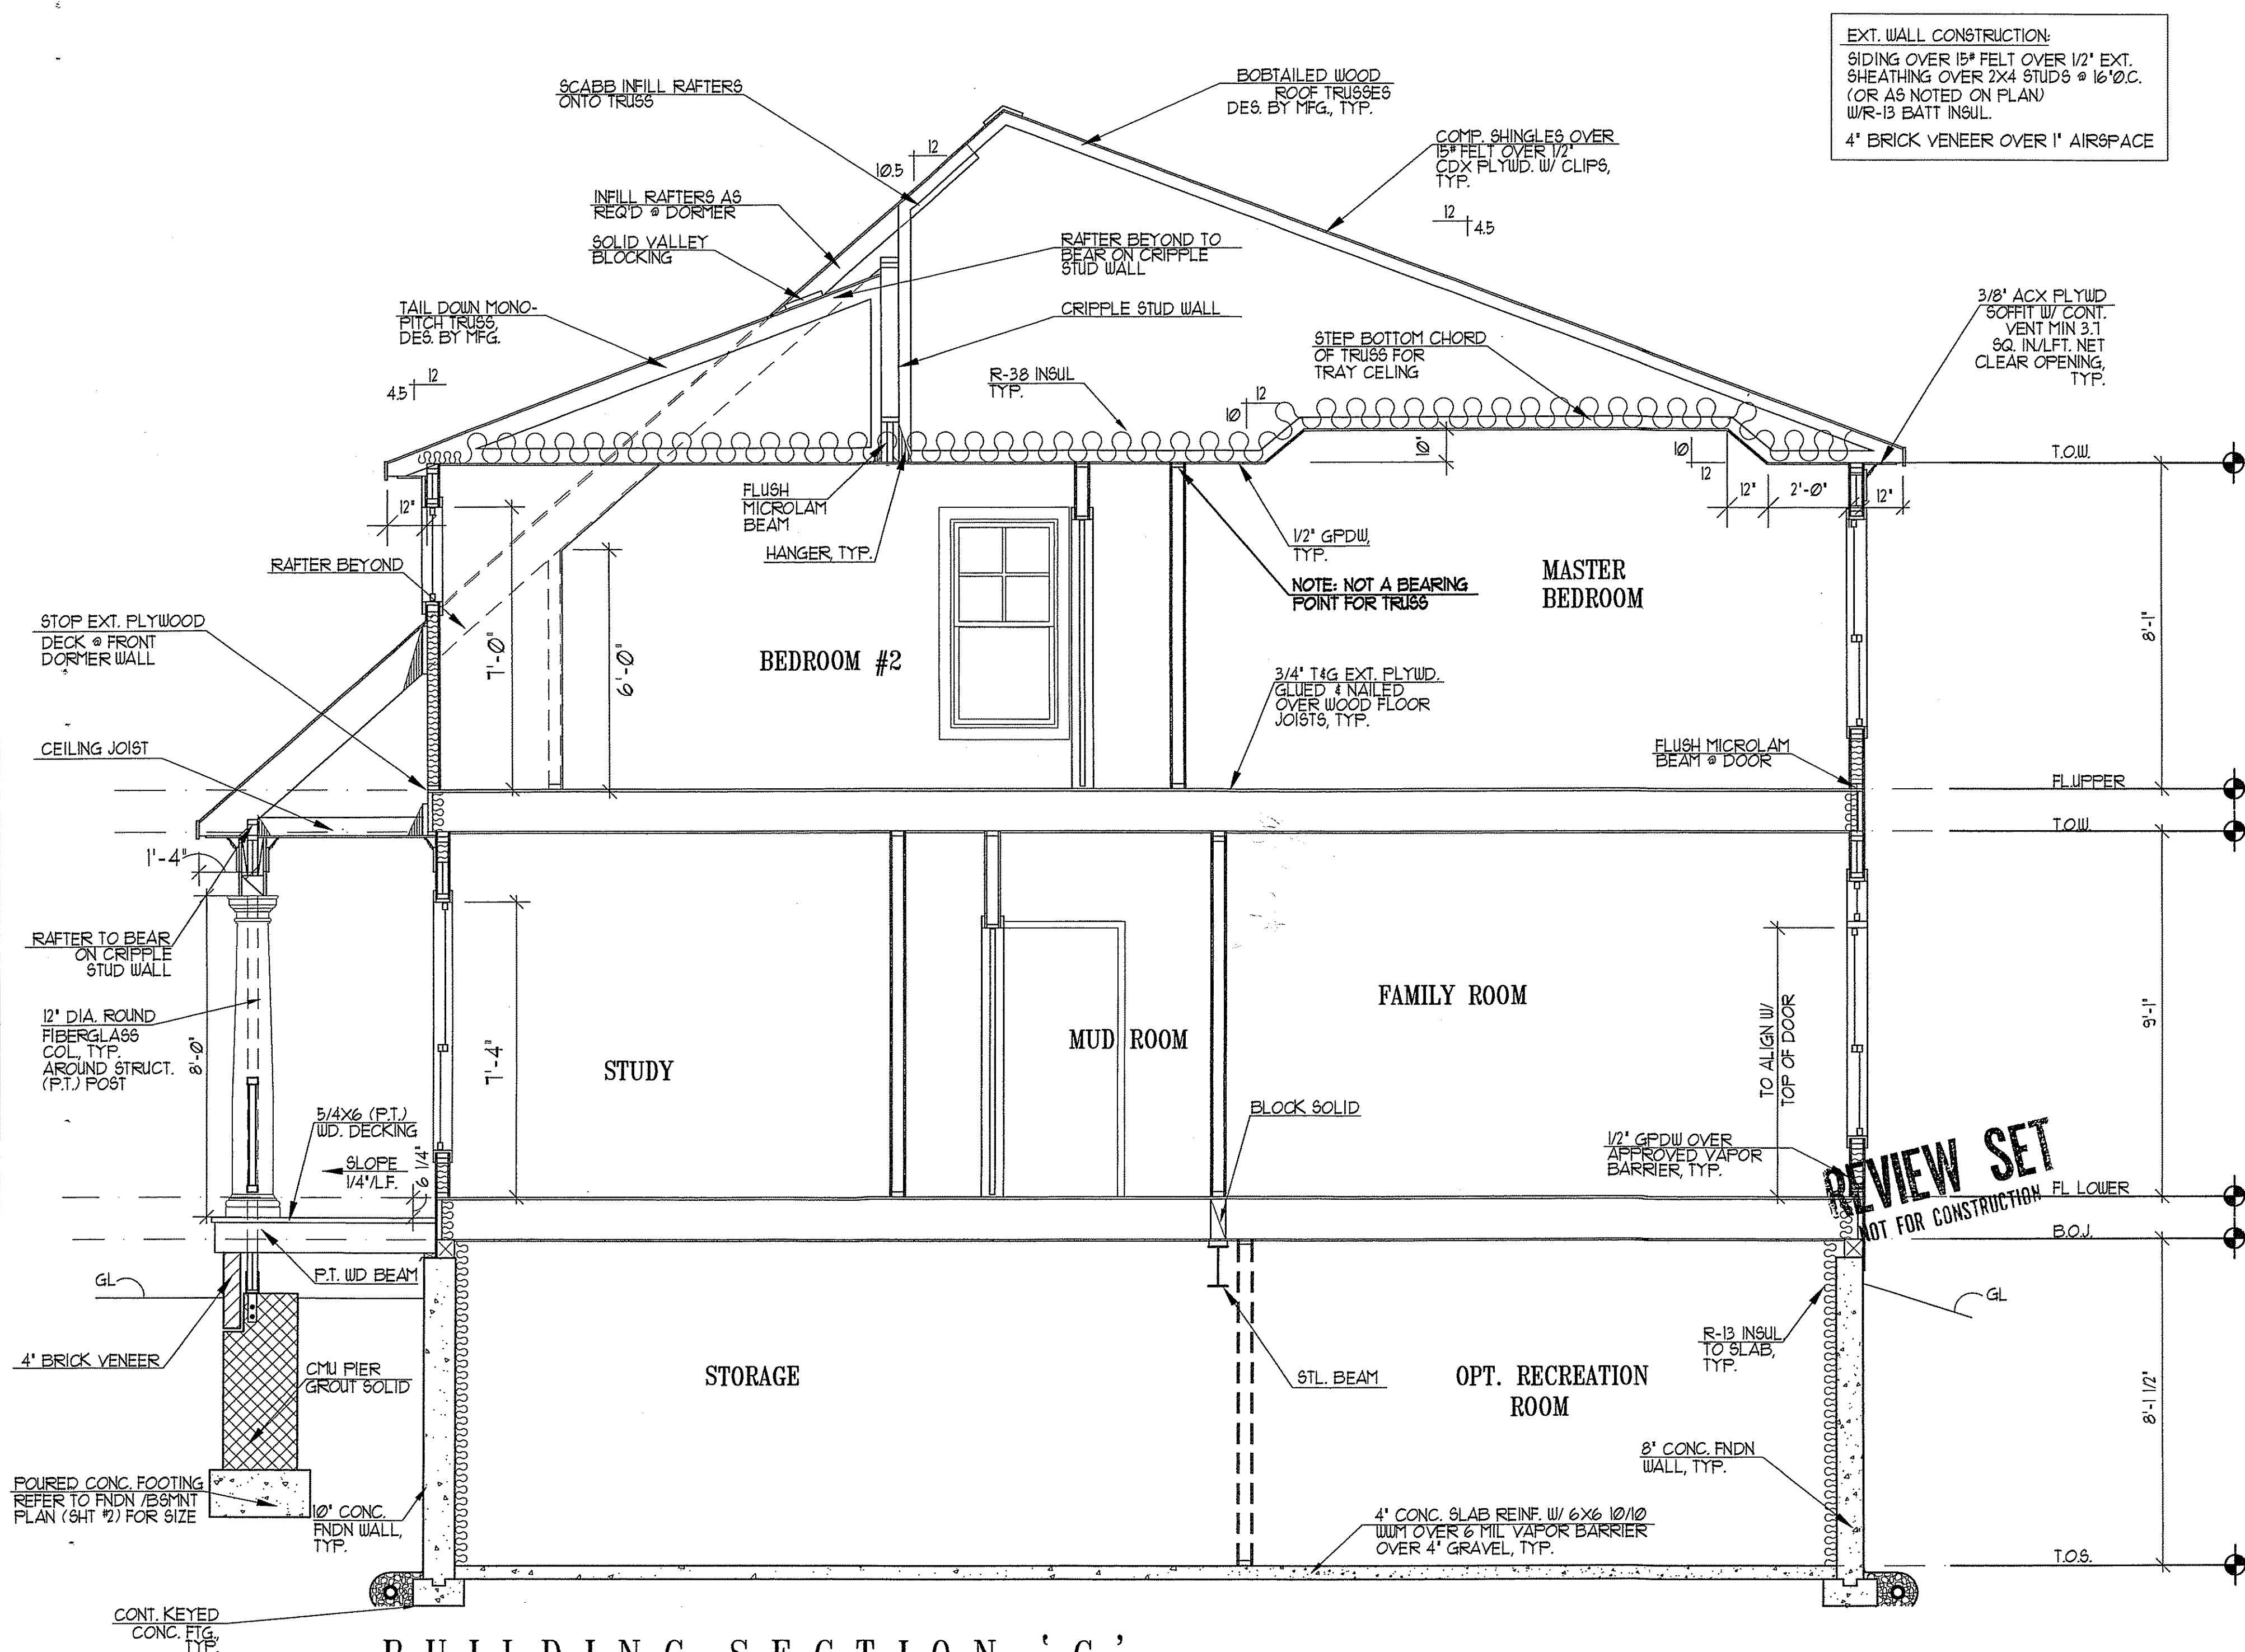 EXT. WALL CONSTRUCTION:
SIDING OVER 15# FELT OVER 1/2" EXT.
SHEATHING OVER 2X4 STUDS @ 16"O.C.
(OR AS NOTED ON PLAN)
W/R-13 BATT INSUL.
4" BRICK VENEER OVER 1" AIRSPACE
SCABB INFILL RAFTERS
ONTO TRUSS
BOBTAILED WOOD
ROOF TRUSSES
DES. BY MFG., TYP.
COMP. SHINGLES OVER
15# FELT OVER 1/2"
CDX PLYWD. W/ CLIPS,
TYP.
12
10.5
12
4.5
INFILL RAFTERS AS
REQ'D @ DORMER
SOLID VALLEY
BLOCKING
RAFTER BEYOND TO
BEAR ON CRIPPLE
STUD WALL
CRIPPLE STUD WALL
TAIL DOWN MONO-
PITCH TRUSS,
DES. BY MFG.
12
4.5
3/8" ACX PLYWD
SOFFIT W/ CONT.
VENT MIN 3.7
SQ. IN/LFT. NET
CLEAR OPENING,
TYP.
STEP BOTTOM CHORD
OF TRUSS FOR
TRAY CELING
R-38 INSUL
TYP.
12
10
10"
10
12
T.O.W.
12"
2'-0"
12"
12"
FLUSH
MICROLAM
BEAM
HANGER, TYP.
1/2" GPDW,
TYP.
NOTE: NOT A BEARING
POINT FOR TRUSS
MASTER
BEDROOM
RAFTER BEYOND
STOP EXT. PLYWOOD
DECK @ FRONT
DORMER WALL
7'-0"
6'-0"
BEDROOM #2
8'-1"
3/4" T&G EXT. PLYWD.
GLUED & NAILED
OVER WOOD FLOOR
JOISTS, TYP.
CEILING JOIST
FLUSH MICROLAM
BEAM @ DOOR
FL.UPPER
T.O.W.
1'-4"
RAFTER TO BEAR
ON CRIPPLE
STUD WALL
12" DIA. ROUND
FIBERGLASS
COL., TYP.
AROUND STRUCT.
(P.T.) POST
8'-0"
7'-4"
STUDY
MUD ROOM
FAMILY ROOM
TO ALIGN W/
TOP OF DOOR
9'-1"
5/4X6 (P.T.)
WD. DECKING
SLOPE
1/4"/L.F.
6 1/4"
BLOCK SOLID
1/2" GPDW OVER
APPROVED VAPOR
BARRIER, TYP.
REVIEW SET
NOT FOR CONSTRUCTION
FL LOWER
B.O.J.
GL
P.T. WD BEAM
GL
4" BRICK VENEER
CMU PIER
GROUT SOLID
STORAGE
STL. BEAM
OPT. RECREATION
ROOM
R-13 INSUL
TO SLAB,
TYP.
8'-1 1/2"
8" CONC. FNDN
WALL, TYP.
POURED CONC. FOOTING
REFER TO FNDN /BSMNT
PLAN (SHT #2) FOR SIZE
10" CONC.
FNDN WALL,
TYP.
4" CONC. SLAB REINF. W/ 6X6 10/10
WWM OVER 6 MIL VAPOR BARRIER
OVER 4" GRAVEL, TYP.
T.O.S.
CONT. KEYED
CONC. FTG.,
TYP.
BUILDING SECTION